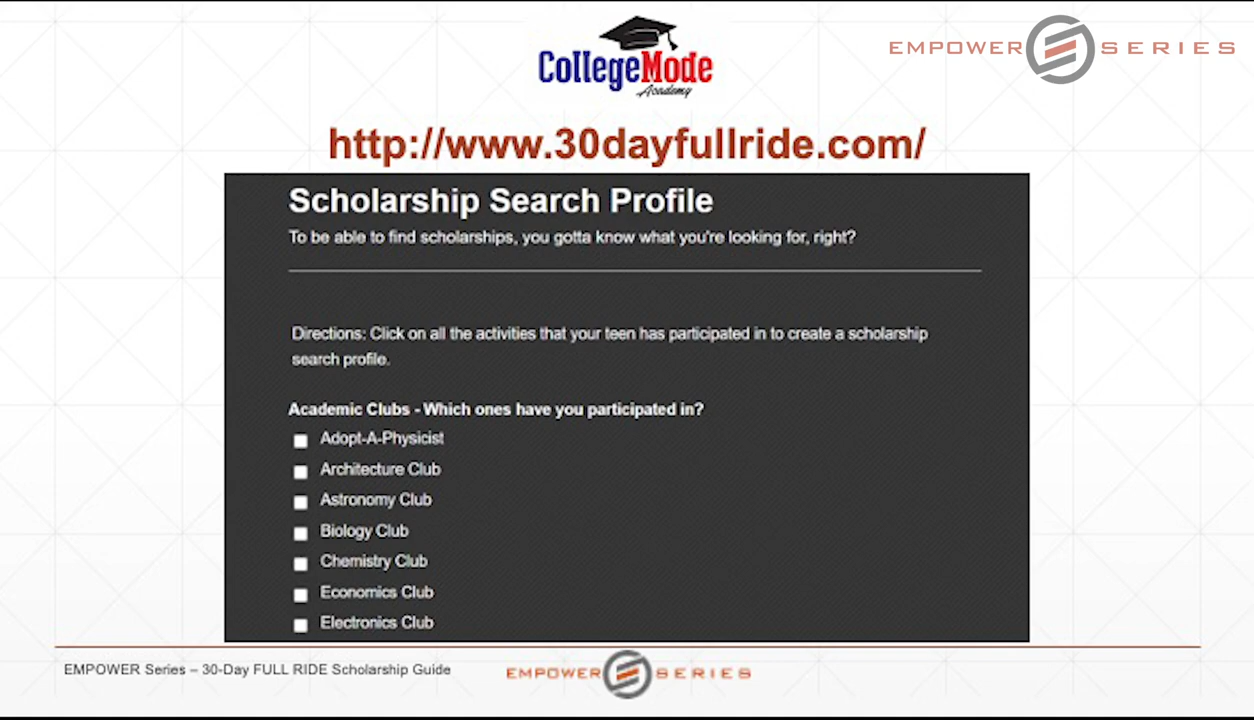 CollegeMode
Academy
EMPOWER SERIES
http://www.30dayfullride.com/
Scholarship Search Profile
To be able to find scholarships, you gotta know what you're looking for, right?
Directions: Click on all the activities that your teen has participated in to create a scholarship
search profile.
Academic Clubs - Which ones have you participated in?
Adopt-A-Physicist
Architecture Club
Astronomy Club
Biology Club
Chemistry Club
Economics Club
Electronics Club
EMPOWER Series – 30-Day FULL RIDE Scholarship Guide
EMPOWER SERIES